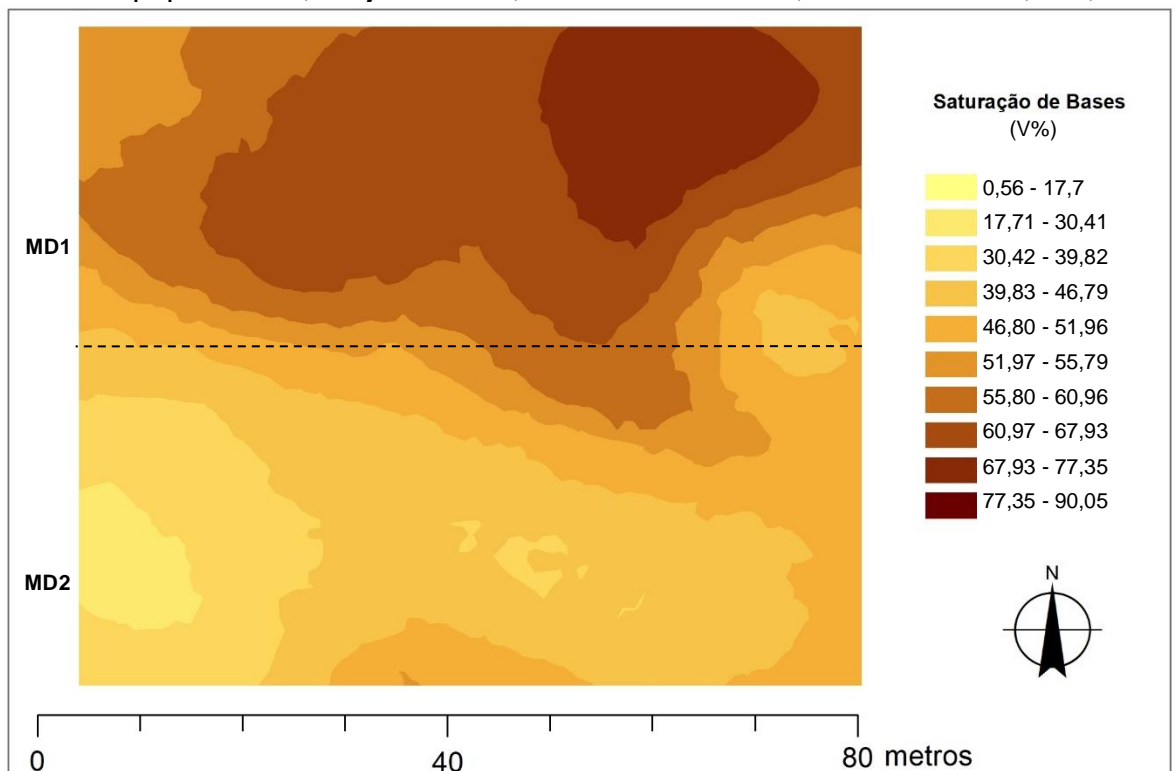 Saturação de Bases
(V%)
0,56 - 17,7
17,71 - 30,41
30,42 - 39,82
39,83 - 46,79
46,80 - 51,96
51,97 - 55,79
55,80 - 60,96
60,97 - 67,93
67,93 - 77,35
77,35 - 90,05
MD1
MD2
N
0 40 80 metros